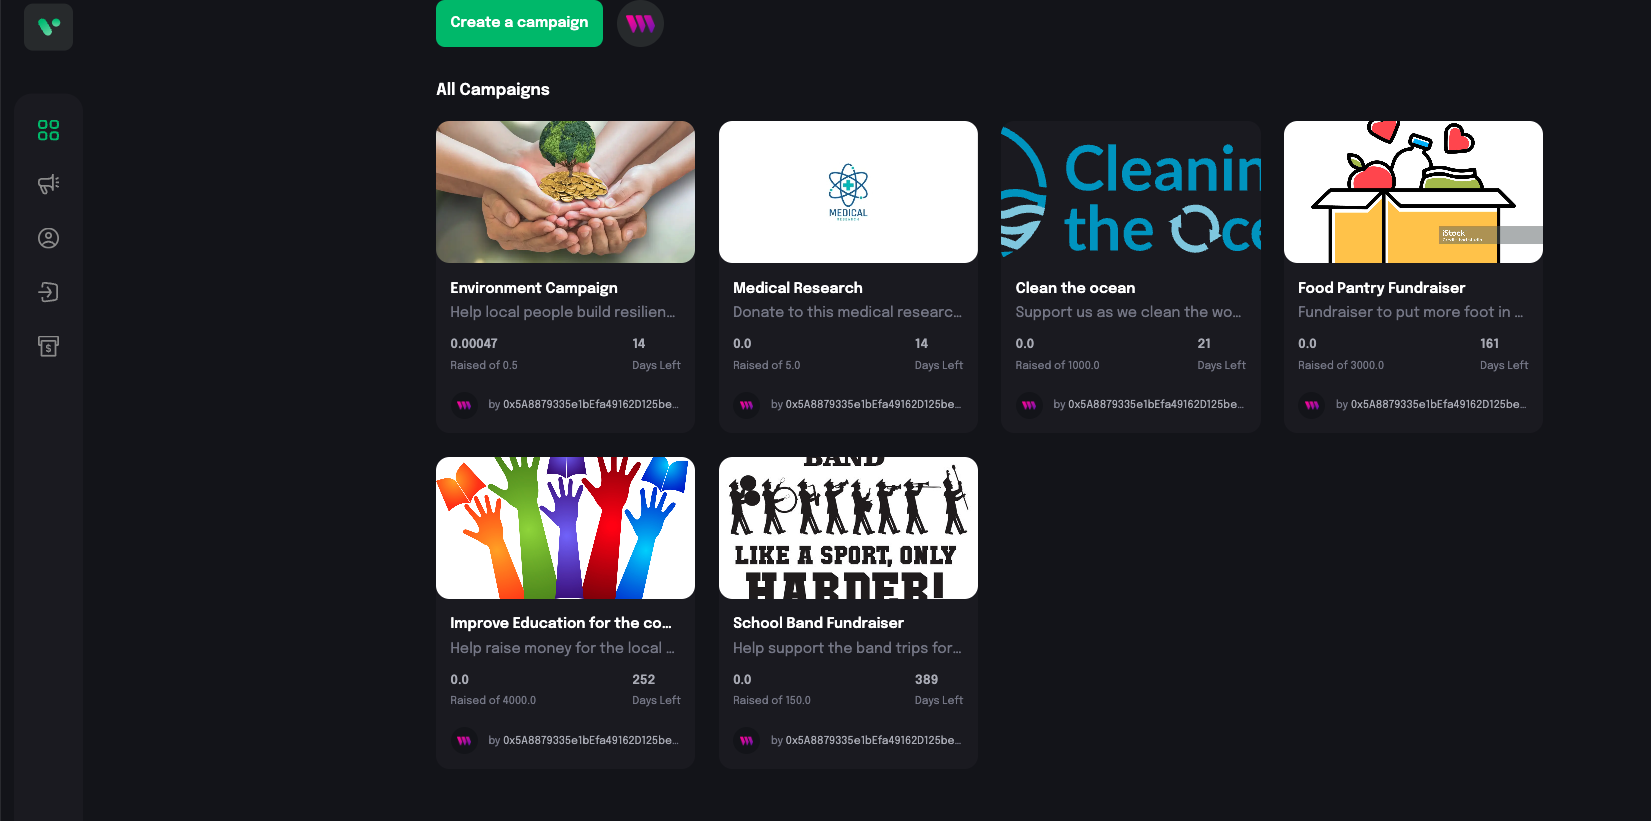 Create a campaign
All Campaigns
MEDICAL
RESEARCH
Cleanin
the Oce
iStock
Environment Campaign
Help local people build resilien...
0.00047
14
Raised of 0.5
Days Left
by 0x5A8879335e1bEfa49162D125be...
Medical Research
Donate to this medical researc...
0.0
14
Raised of 5.0
Days Left
by 0x5A8879335e1bEfa49162D125be...
Clean the ocean
Support us as we clean the wo...
0.0
21
Raised of 1000.0
Days Left
by 0x5A8879335e1bEfa49162D125be...
Food Pantry Fundraiser
Fundraiser to put more foot in ...
0.0
161
Raised of 3000.0
Days Left
by 0x5A8879335e1bEfa49162D125be...
Improve Education for the co...
Help raise money for the local ...
0.0
252
Raised of 4000.0
Days Left
by 0x5A8879335e1bEfa49162D125be...
BAND
LIKE A SPORT, ONLY
HARDER!
School Band Fundraiser
Help support the band trips for...
0.0
389
Raised of 150.0
Days Left
by 0x5A8879335e1bEfa49162D125be...